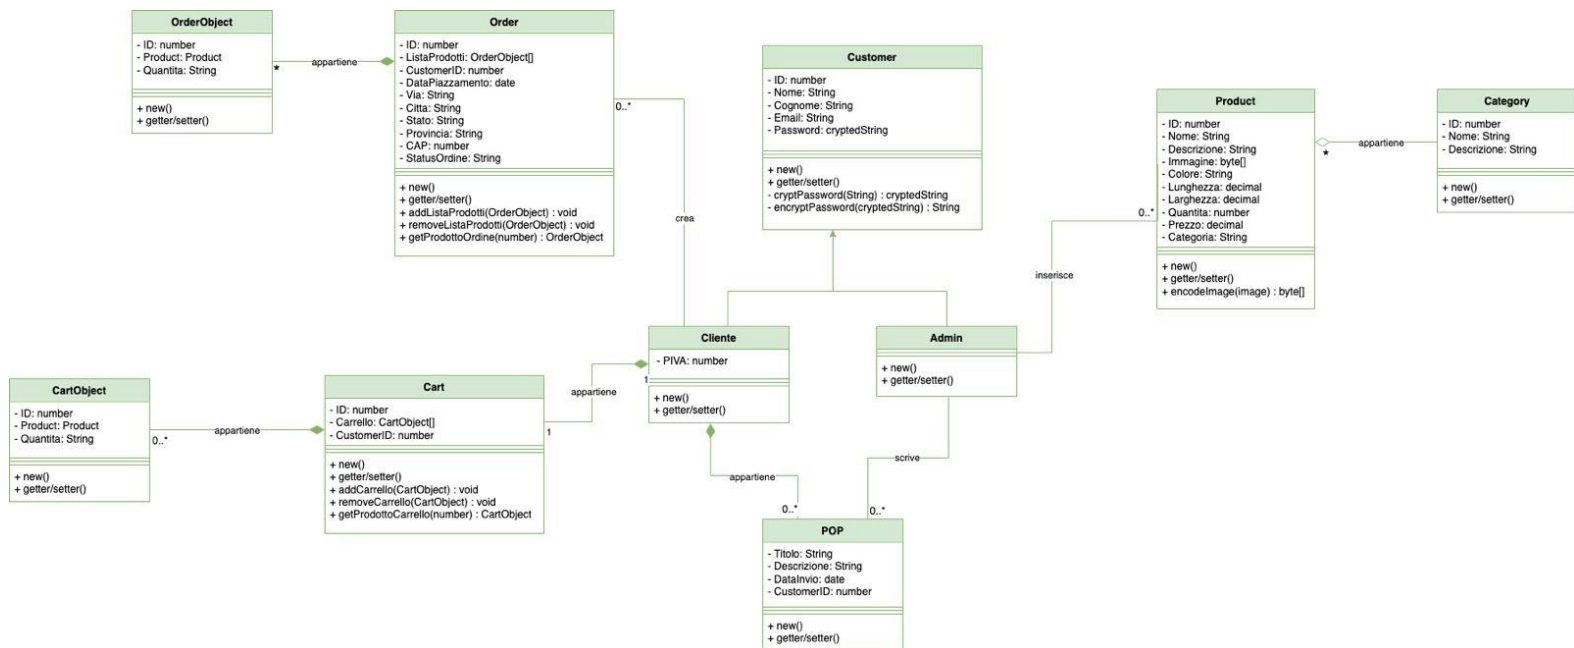 OrderObject
- ID: number
- Product: Product
- Quantita: String
+ new()
+ getter/setter()
appartiene
*
Order
- ID: number
- ListaProdotti: OrderObject[]
- CustomerID: number
- DataPiazzamento: date
- Via: String
- Citta: String
- Stato: String
- Provincia: String
- CAP: number
- StatusOrdine: String
+ new()
+ getter/setter()
+ addListaProdotti(OrderObject) : void
+ removeListaProdotti(OrderObject) : void
+ getProdottoOrdine(number) : OrderObject
0..*
crea
Customer
- ID: number
- Nome: String
- Cognome: String
- Email: String
- Password: cryptedString
+ new()
+ getter/setter()
- cryptPassword(String) : cryptedString
- encryptPassword(cryptedString) : String
Product
- ID: number
- Nome: String
- Descrizione: String
- Immagine: byte[]
- Colore: String
- Lunghezza: decimal
- Larghezza: decimal
- Quantita: number
- Prezzo: decimal
- Categoria: String
+ new()
+ getter/setter()
+ encodeImage(image) : byte[]
*
appartiene
Category
- ID: number
- Nome: String
- Descrizione: String
+ new()
+ getter/setter()
0..*
inserisce
Cliente
- PIVA: number
+ new()
+ getter/setter()
1
Admin
+ new()
+ getter/setter()
CartObject
- ID: number
- Product: Product
- Quantita: String
+ new()
+ getter/setter()
0..*
appartiene
Cart
- ID: number
- Carrello: CartObject[]
- CustomerID: number
+ new()
+ getter/setter()
+ addCarrello(CartObject) : void
+ removeCarrello(CartObject) : void
+ getProdottoCarrello(number) : CartObject
1
appartiene
appartiene
0..*
scrive
0..*
POP
- Titolo: String
- Descrizione: String
- DataInvio: date
- CustomerID: number
+ new()
+ getter/setter()